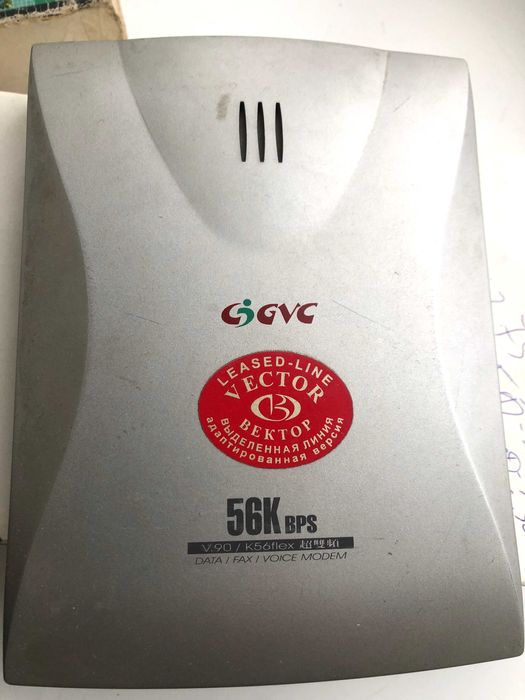 GVC
LEASED-LINE
VECTOR
ВЕКТОР
ВЫДЕЛЕННАЯ ЛИНИЯ
адаптированная версия
56K BPS
V.90 / K56flex 超雙頻
DATA / FAX / VOICE MODEM